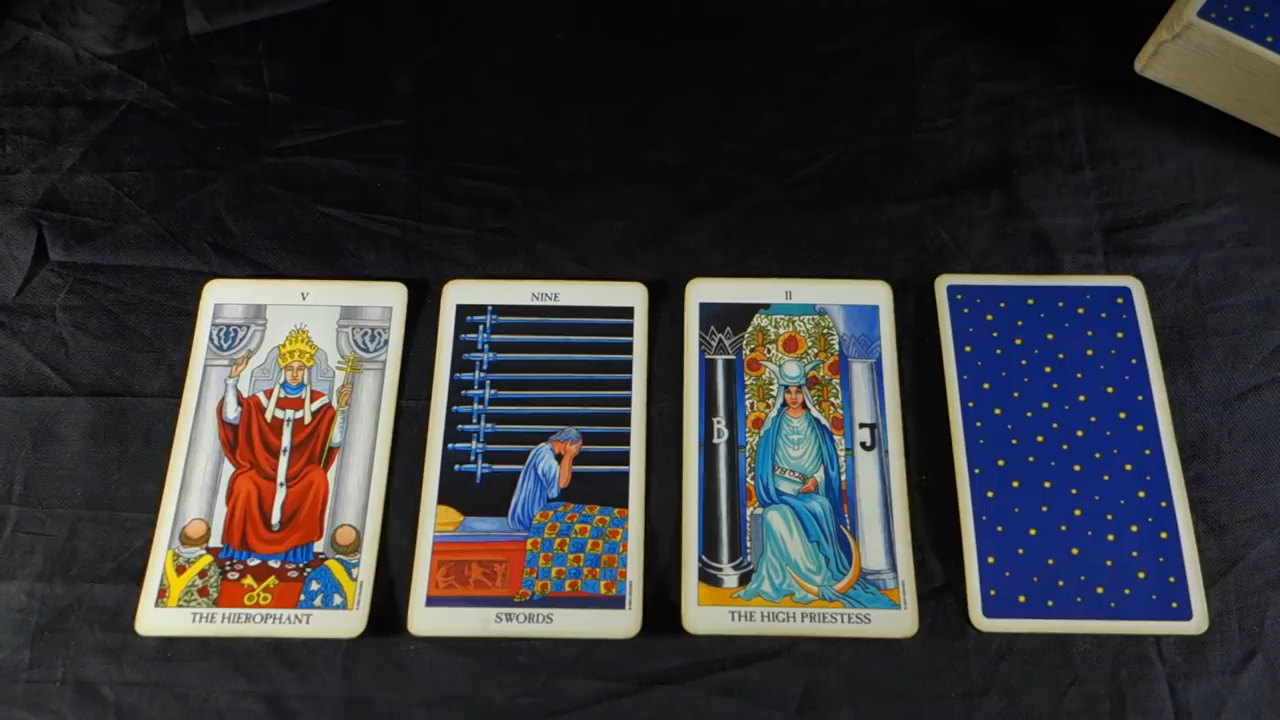 V
THE HIEROPHANT
NINE
SWORDS
II
B J
THE HIGH PRIESTESS